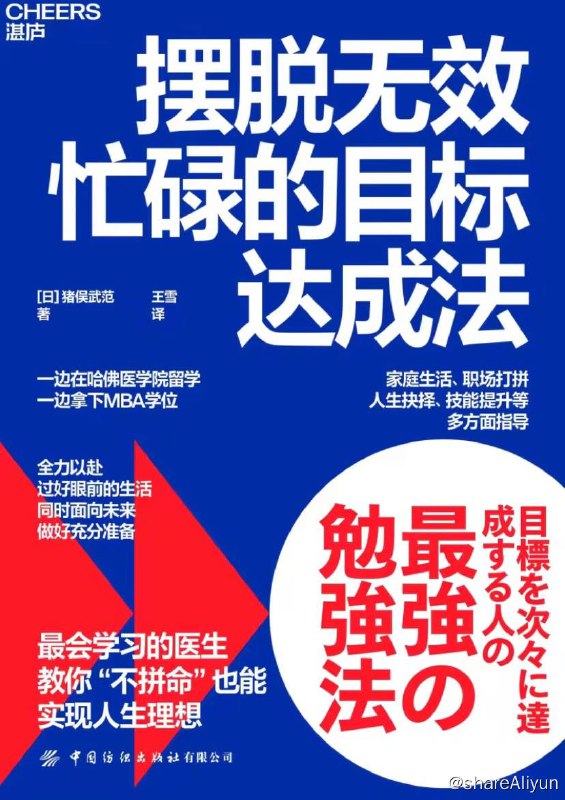 CHEERS
湛庐
摆脱无效
忙碌的目标
达成法
[日]猪俣武范 王雪
著 译
一边在哈佛医学院留学
一边拿下MBA学位
家庭生活、职场打拼
人生抉择、技能提升等
多方面指导
全力以赴
过好眼前的生活
同时面向未来
做好充分准备
目標を次々に達
成する人の
最強の
勉強法
最会学习的医生
教你“不拼命”也能
实现人生理想
中国纺织出版社有限公司
@shareAliyun